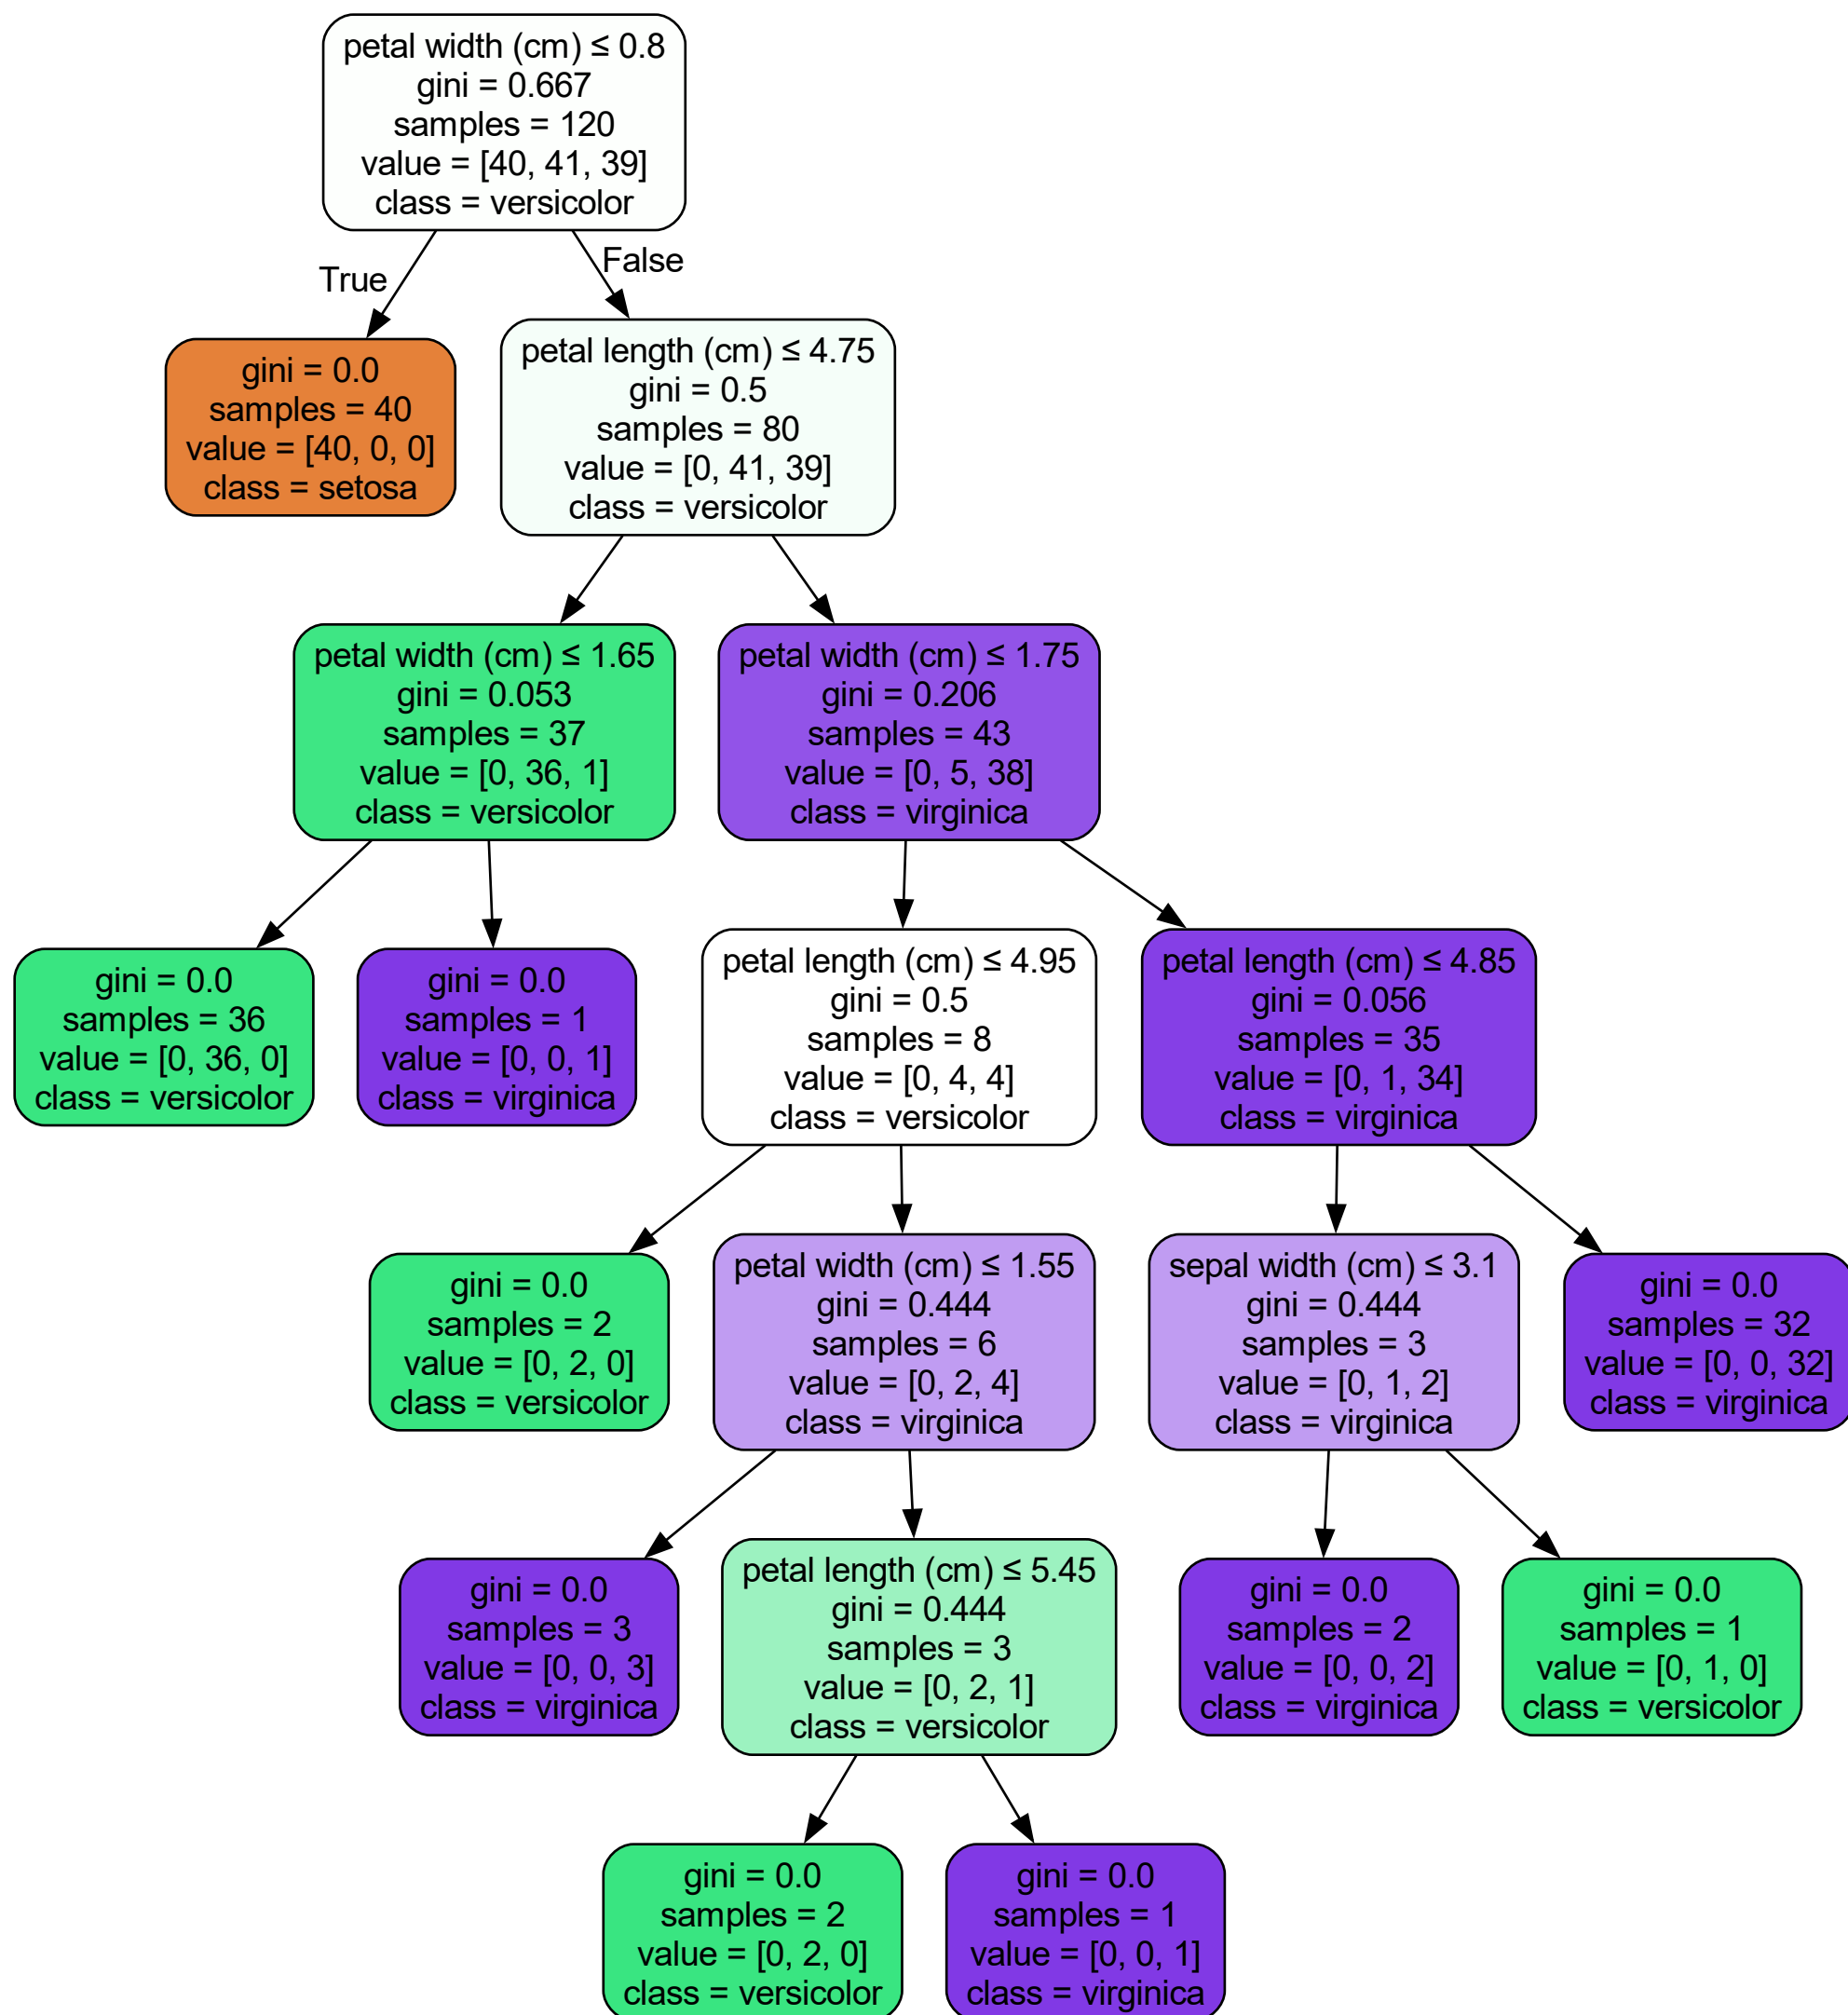 petal width (cm) ≤ 0.8
gini = 0.667
samples = 120
value = [40, 41, 39]
class = versicolor
True
False
gini = 0.0
samples = 40
value = [40, 0, 0]
class = setosa
petal length (cm) ≤ 4.75
gini = 0.5
samples = 80
value = [0, 41, 39]
class = versicolor
petal width (cm) ≤ 1.65
gini = 0.053
samples = 37
value = [0, 36, 1]
class = versicolor
petal width (cm) ≤ 1.75
gini = 0.206
samples = 43
value = [0, 5, 38]
class = virginica
gini = 0.0
samples = 36
value = [0, 36, 0]
class = versicolor
gini = 0.0
samples = 1
value = [0, 0, 1]
class = virginica
petal length (cm) ≤ 4.95
gini = 0.5
samples = 8
value = [0, 4, 4]
class = versicolor
petal length (cm) ≤ 4.85
gini = 0.056
samples = 35
value = [0, 1, 34]
class = virginica
gini = 0.0
samples = 2
value = [0, 2, 0]
class = versicolor
petal width (cm) ≤ 1.55
gini = 0.444
samples = 6
value = [0, 2, 4]
class = virginica
sepal width (cm) ≤ 3.1
gini = 0.444
samples = 3
value = [0, 1, 2]
class = virginica
gini = 0.0
samples = 32
value = [0, 0, 32]
class = virginica
gini = 0.0
samples = 3
value = [0, 0, 3]
class = virginica
petal length (cm) ≤ 5.45
gini = 0.444
samples = 3
value = [0, 2, 1]
class = versicolor
gini = 0.0
samples = 2
value = [0, 0, 2]
class = virginica
gini = 0.0
samples = 1
value = [0, 1, 0]
class = versicolor
gini = 0.0
samples = 2
value = [0, 2, 0]
class = versicolor
gini = 0.0
samples = 1
value = [0, 0, 1]
class = virginica